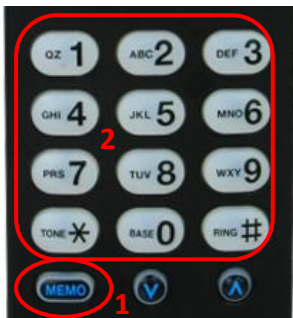 QZ 1 ABC 2 DEF 3
GHI 4 JKL 5 MNO 6
2
PRS 7 TUV 8 WXY 9
TONE * BASE 0 RING #
MEMO
1